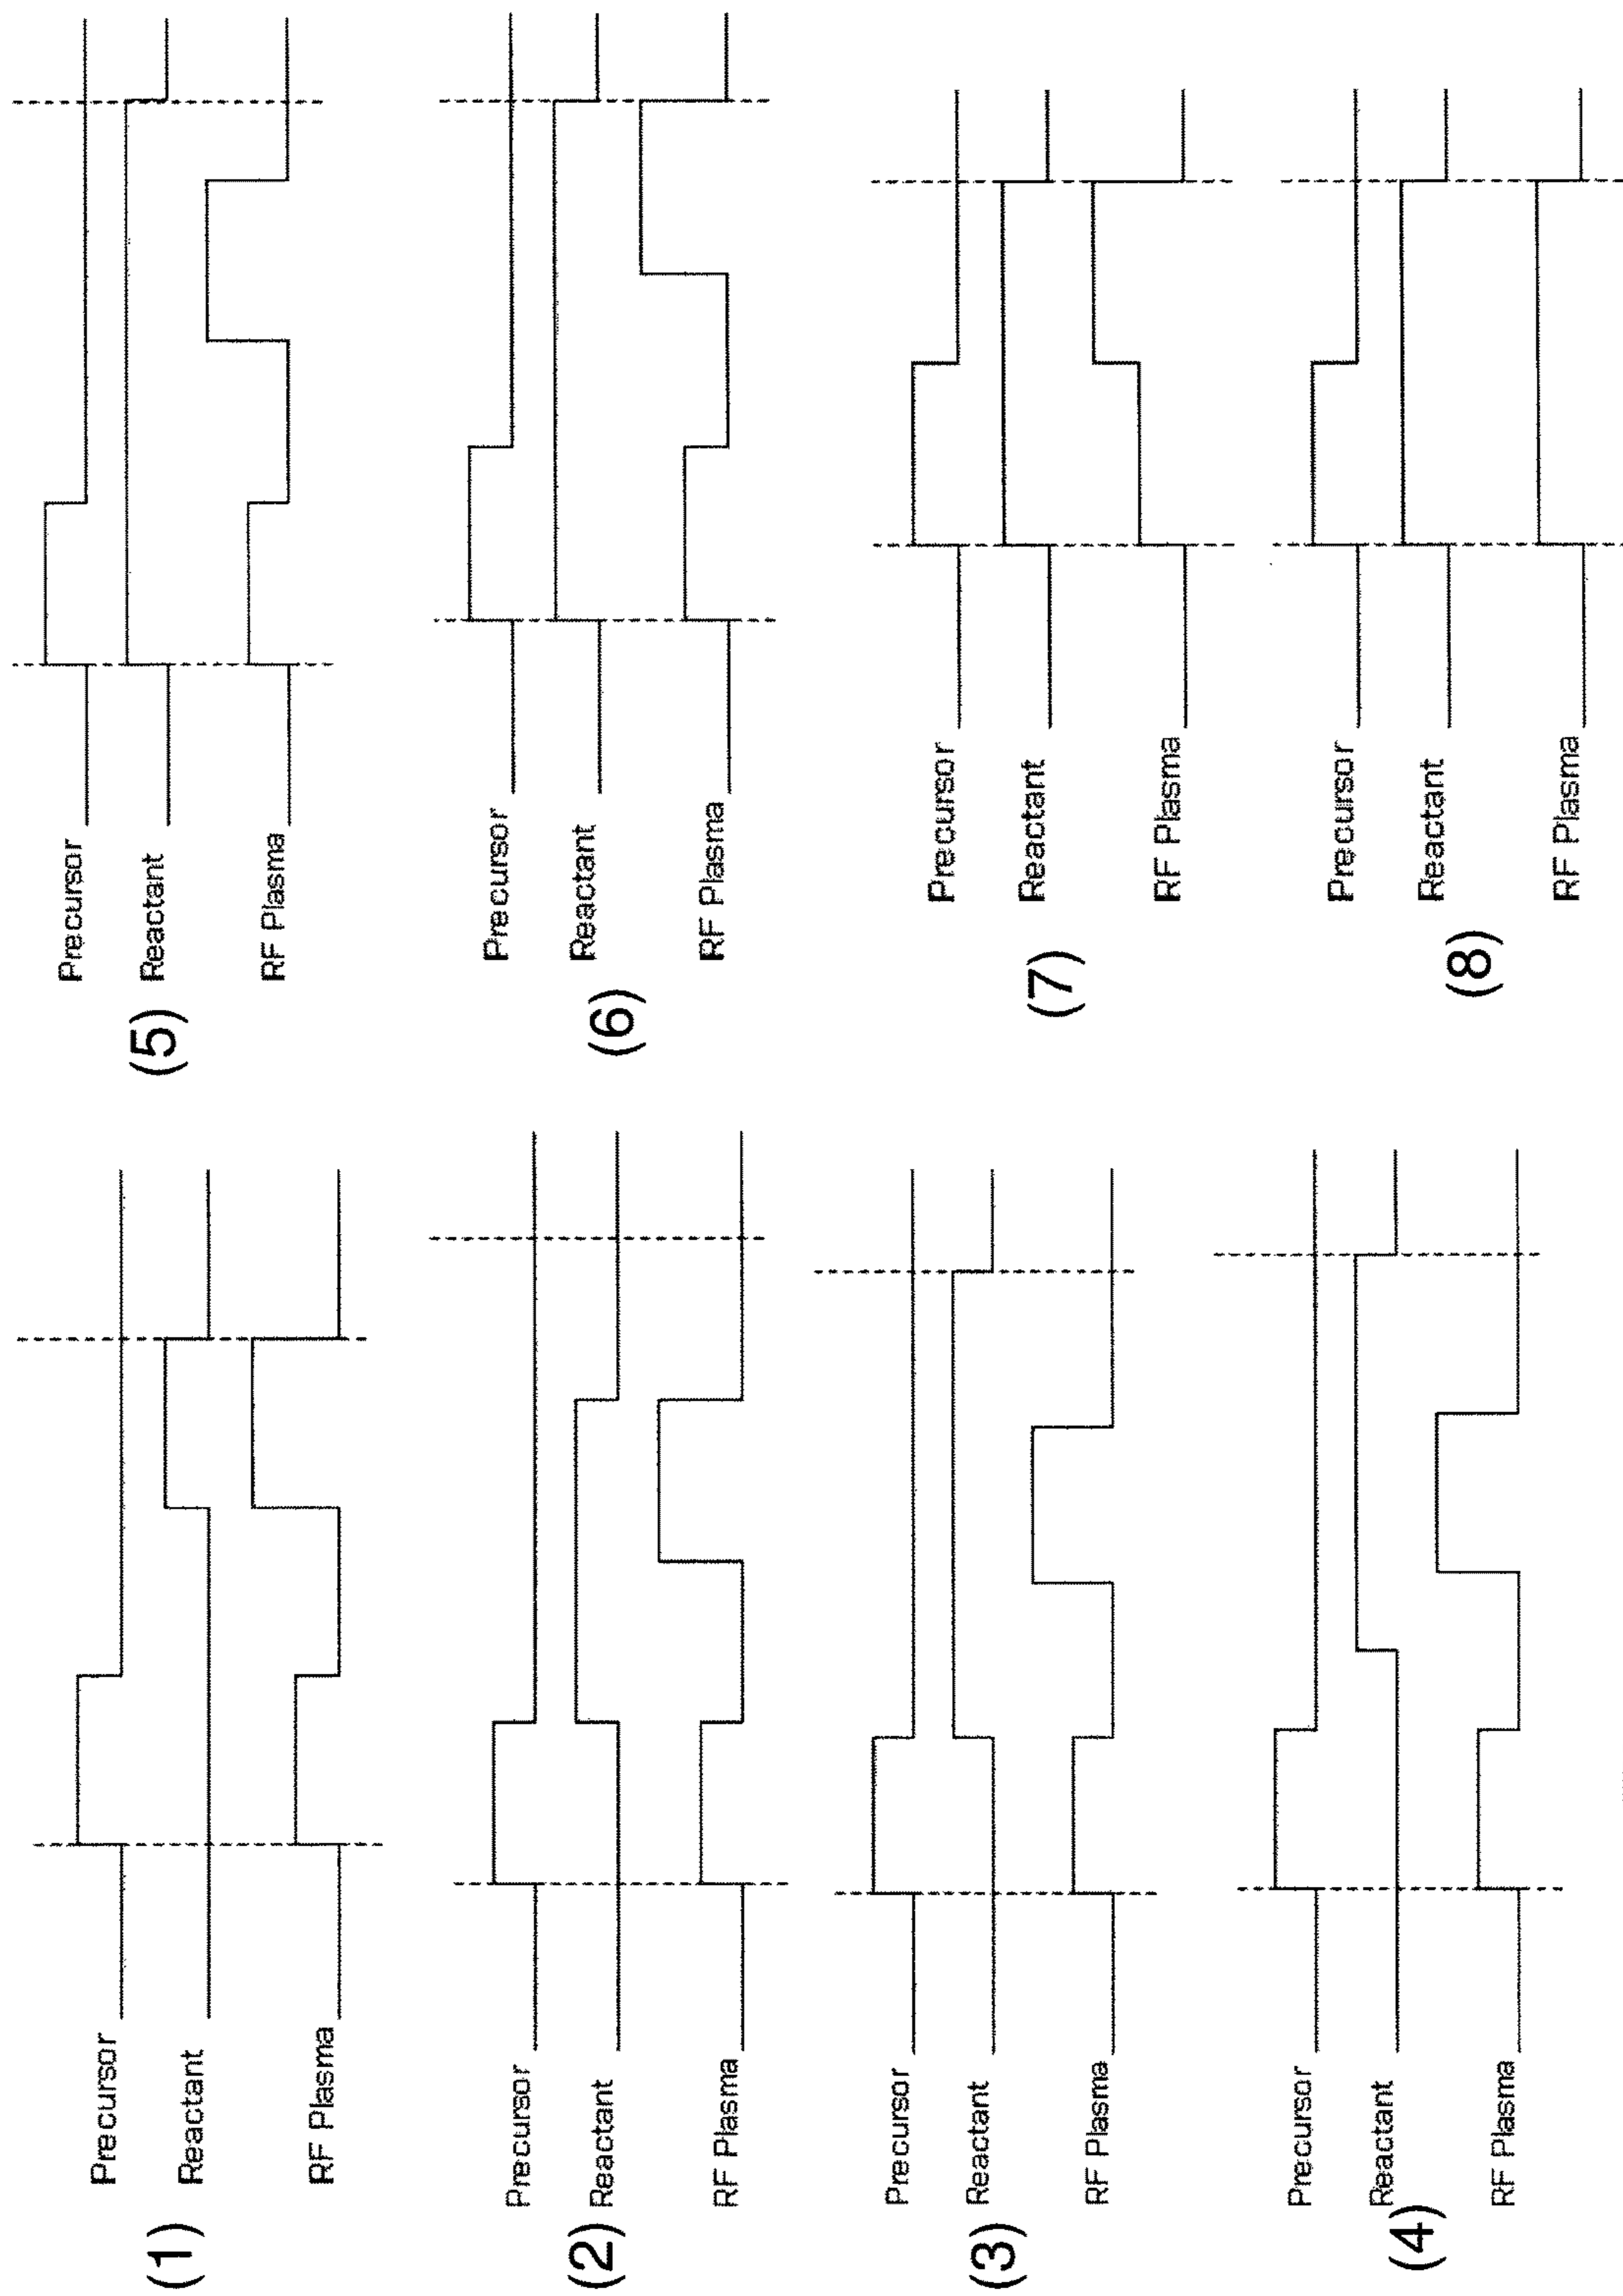 (1)
Precursor
Reactant
RF Plasma
(2)
Precursor
Reactant
RF Plasma
(3)
Precursor
Reactant
RF Plasma
(4)
Precursor
Reactant
RF Plasma
(5)
Precursor
Reactant
RF Plasma
(6)
Precursor
Reactant
RF Plasma
(7)
Precursor
Reactant
RF Plasma
(8)
Precursor
Reactant
RF Plasma